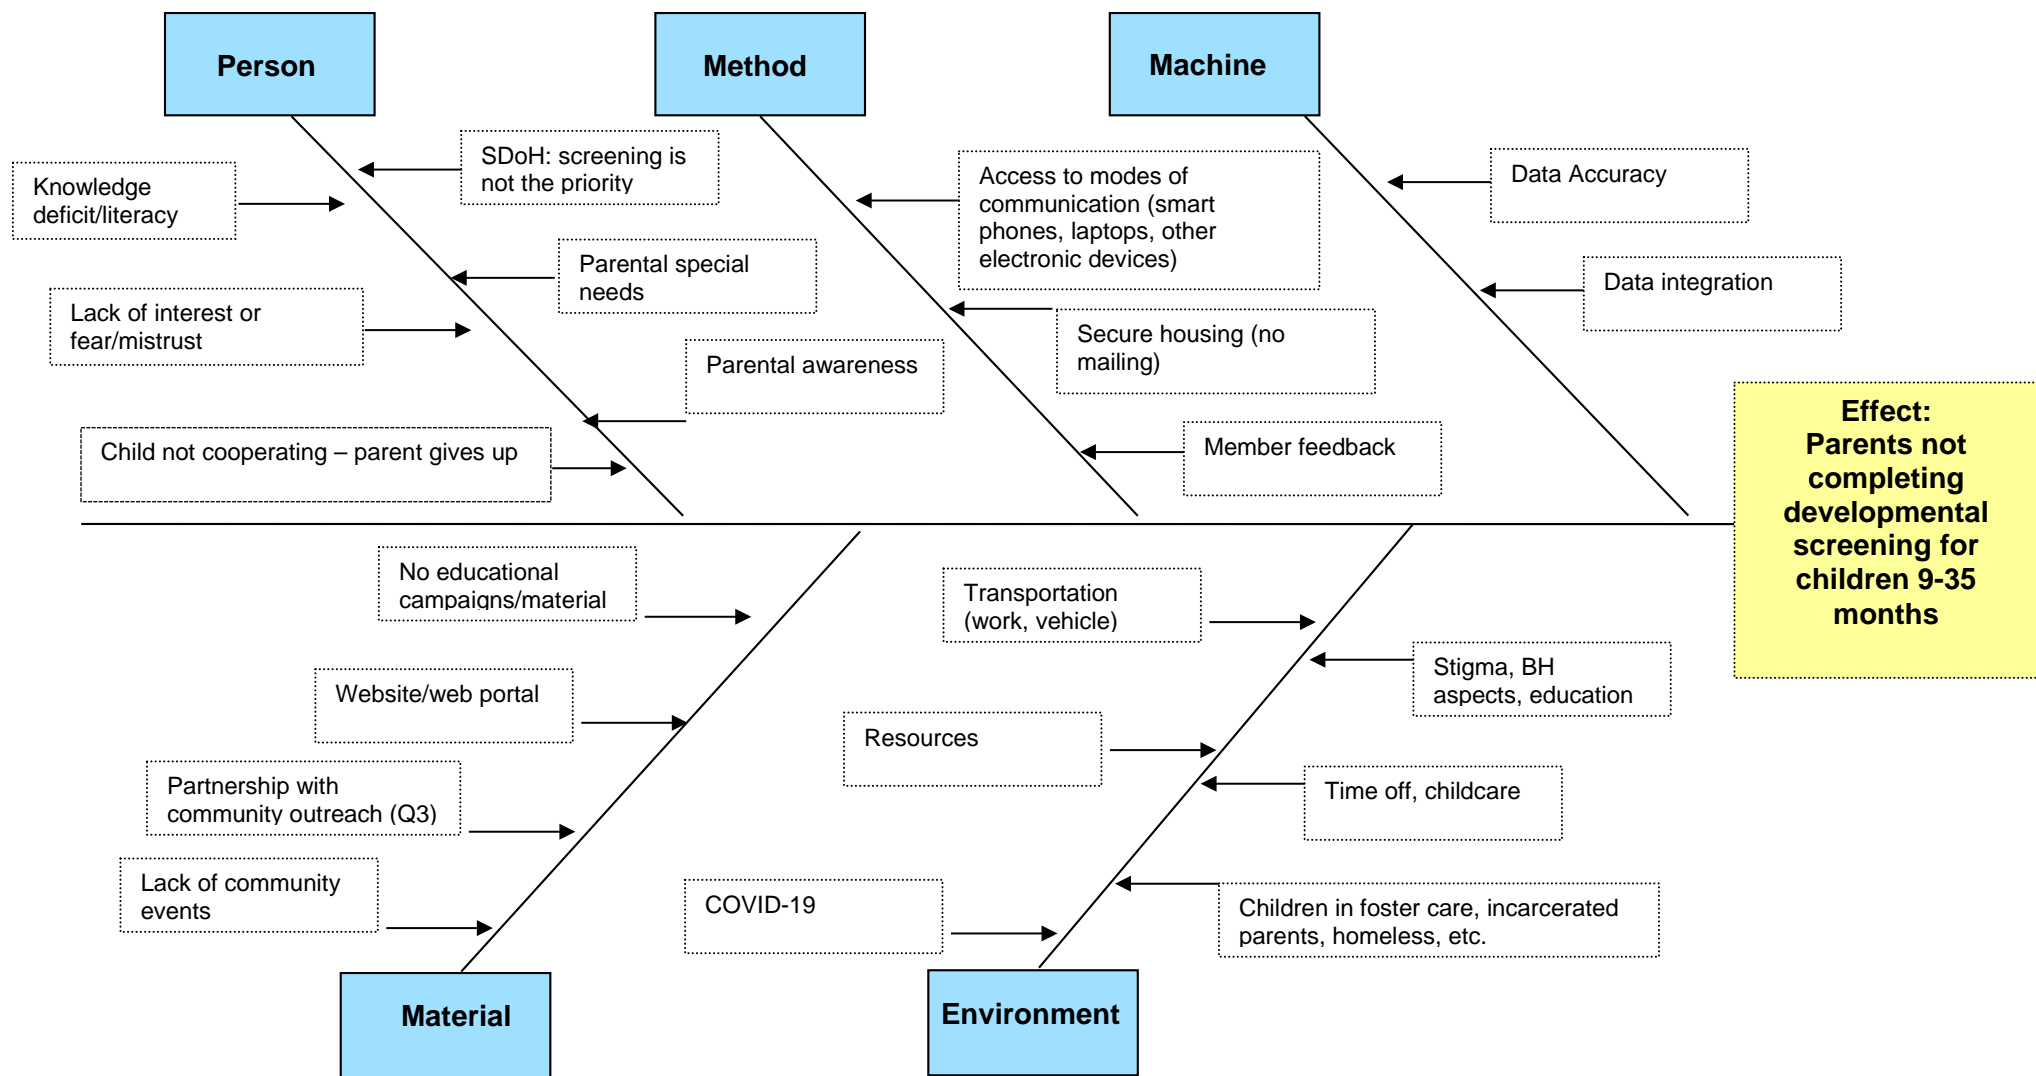 Person
Method
Machine
SDoH: screening is
not the priority
Knowledge
deficit/literacy
Parental special
needs
Lack of interest or
fear/mistrust
Parental awareness
Child not cooperating – parent gives up
Access to modes of
communication (smart
phones, laptops, other
electronic devices)
Secure housing (no
mailing)
Member feedback
Data Accuracy
Data integration
Effect:
Parents not
completing
developmental
screening for
children 9-35
months
No educational
campaigns/material
Website/web portal
Partnership with
community outreach (Q3)
Lack of community
events
Transportation
(work, vehicle)
Stigma, BH
aspects, education
Resources
Time off, childcare
COVID-19
Children in foster care, incarcerated
parents, homeless, etc.
Material
Environment